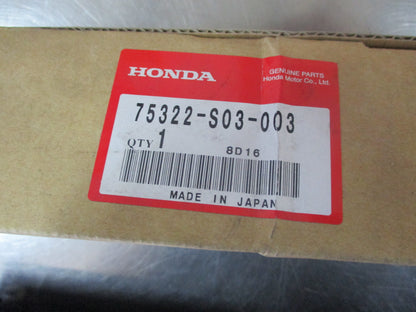 HONDA
GENUINE PARTS
Honda Motor Co., Ltd.
75322-S03-003
QTY 1
8D16
MADE IN JAPAN